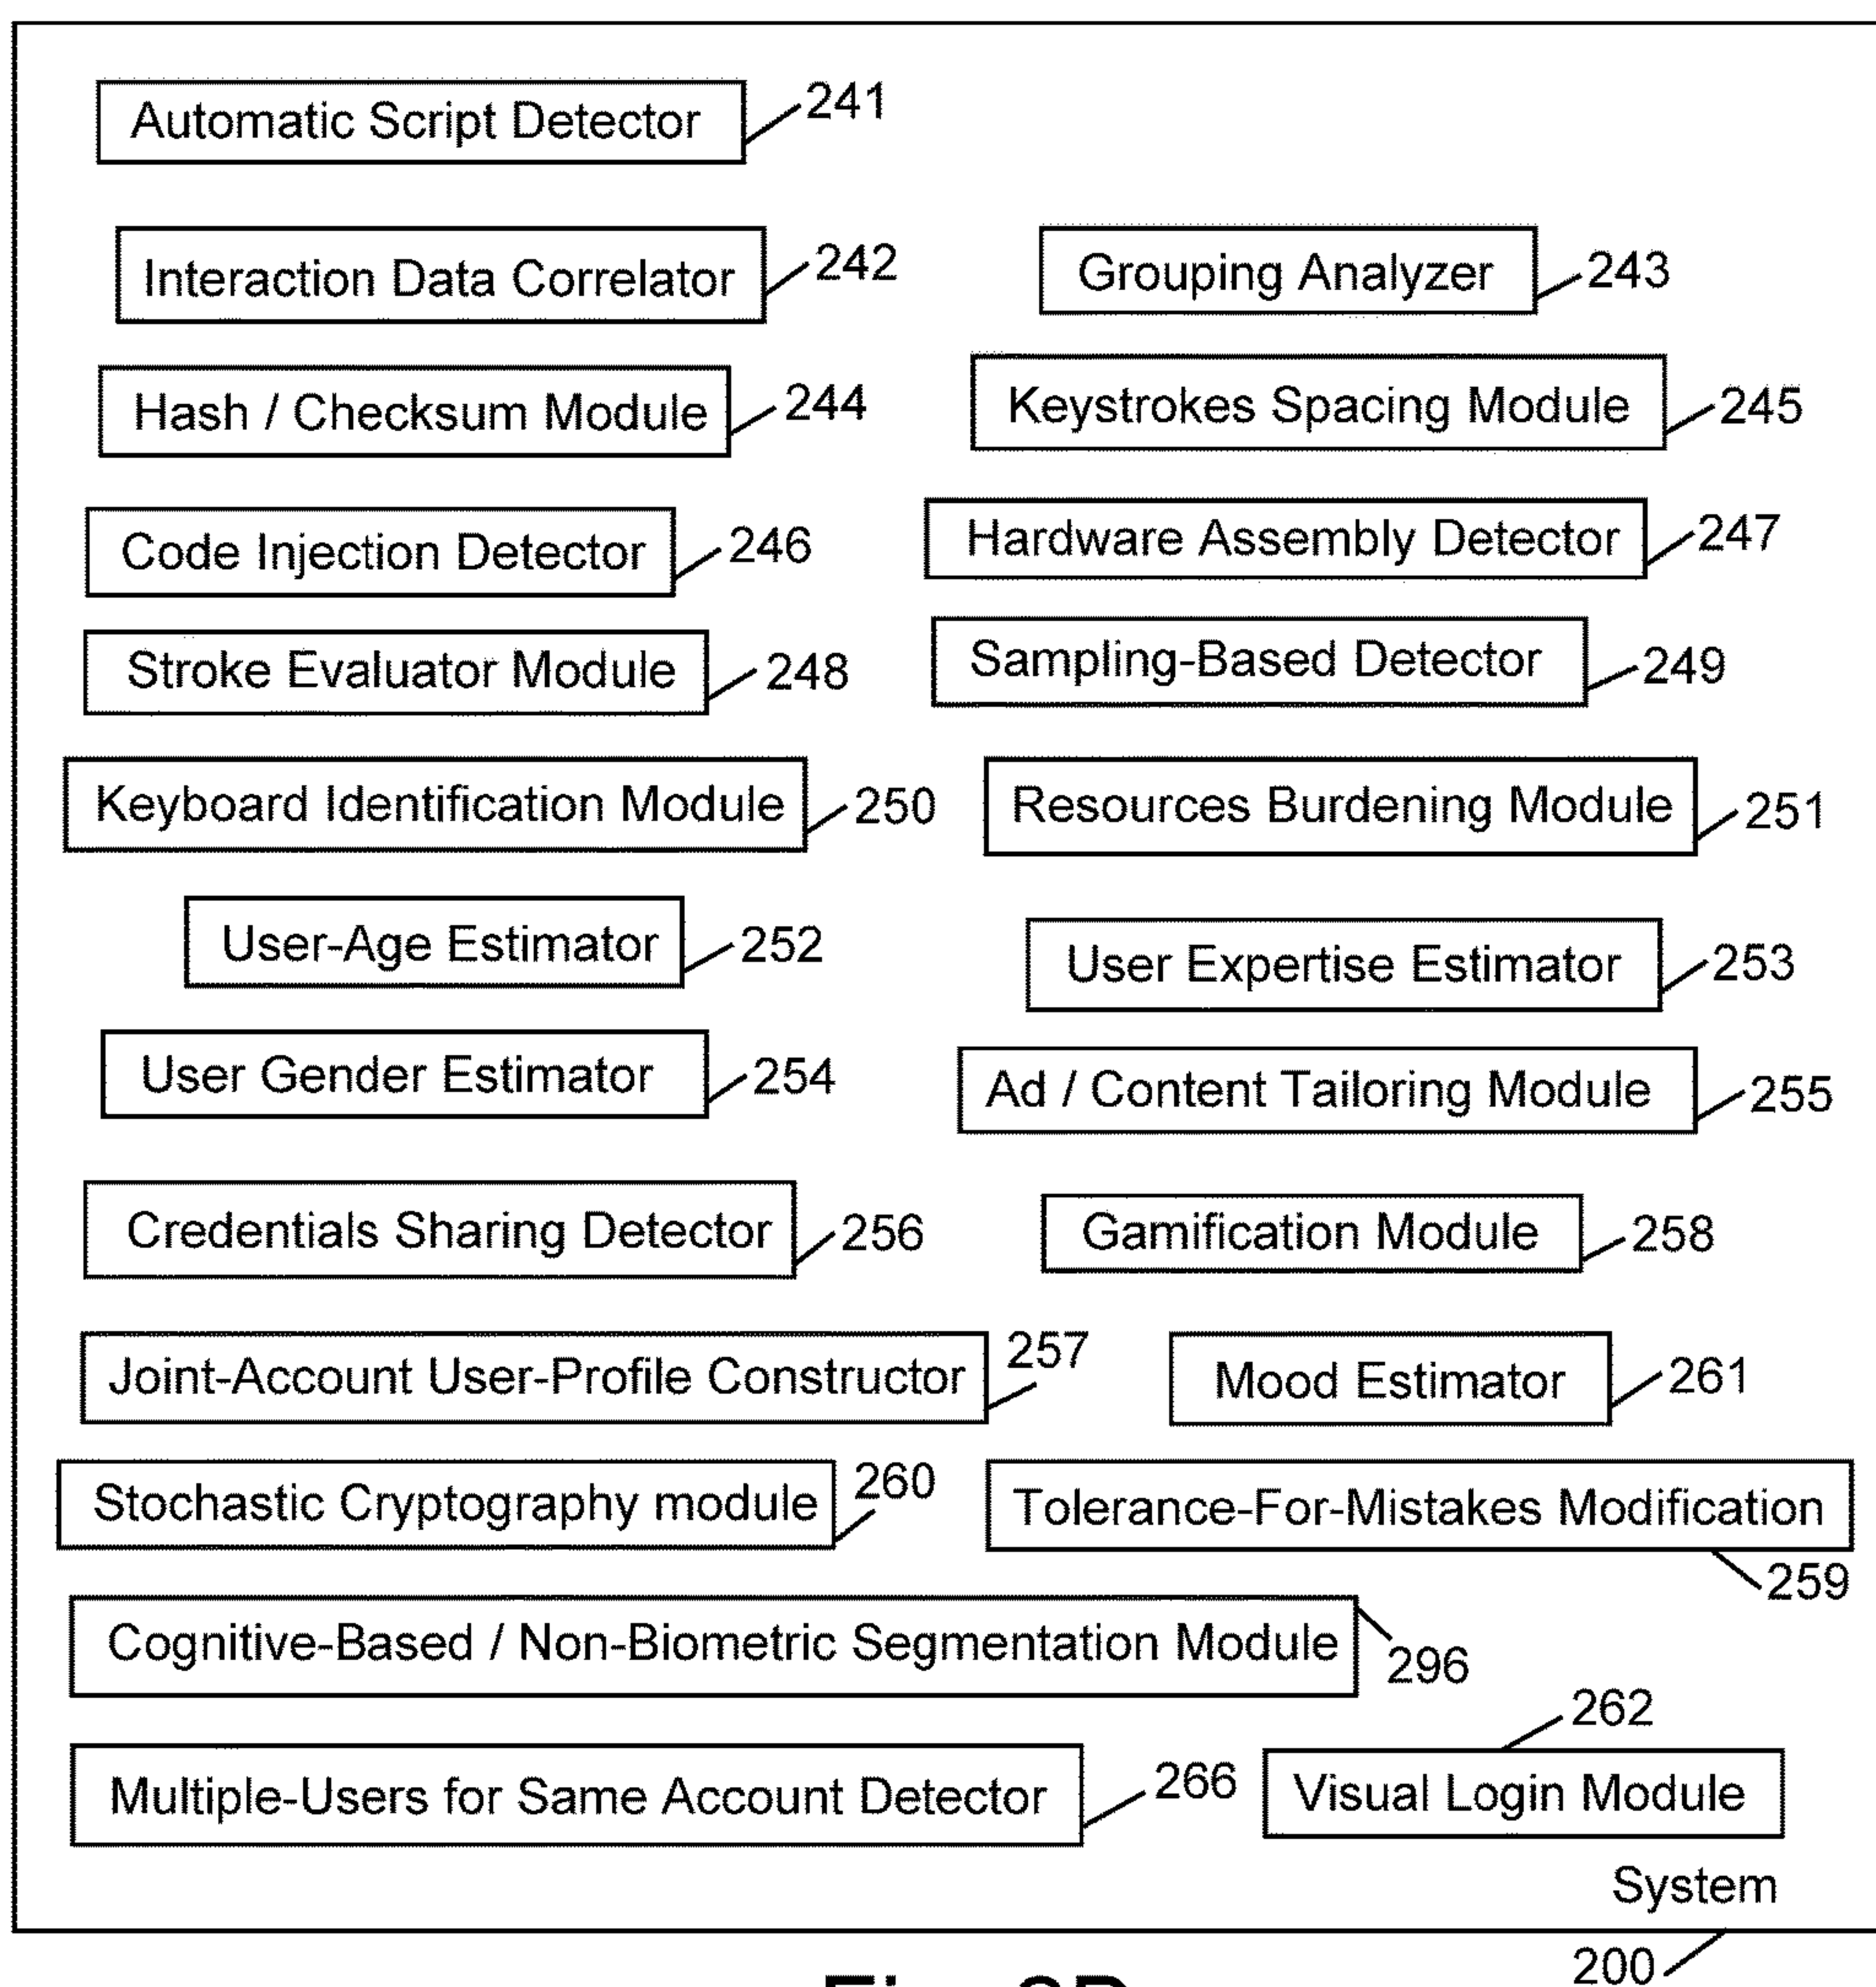 Automatic Script Detector 241
Interaction Data Correlator 242
Grouping Analyzer 243
Hash / Checksum Module 244
Keystrokes Spacing Module 245
Code Injection Detector 246
Hardware Assembly Detector 247
Stroke Evaluator Module 248
Sampling-Based Detector 249
Keyboard Identification Module 250
Resources Burdening Module 251
User-Age Estimator 252
User Expertise Estimator 253
User Gender Estimator 254
Ad / Content Tailoring Module 255
Credentials Sharing Detector 256
Gamification Module 258
Joint-Account User-Profile Constructor 257
Mood Estimator 261
Stochastic Cryptography module 260
Tolerance-For-Mistakes Modification
259
Cognitive-Based / Non-Biometric Segmentation Module
296
262
Multiple-Users for Same Account Detector 266
Visual Login Module
System
200